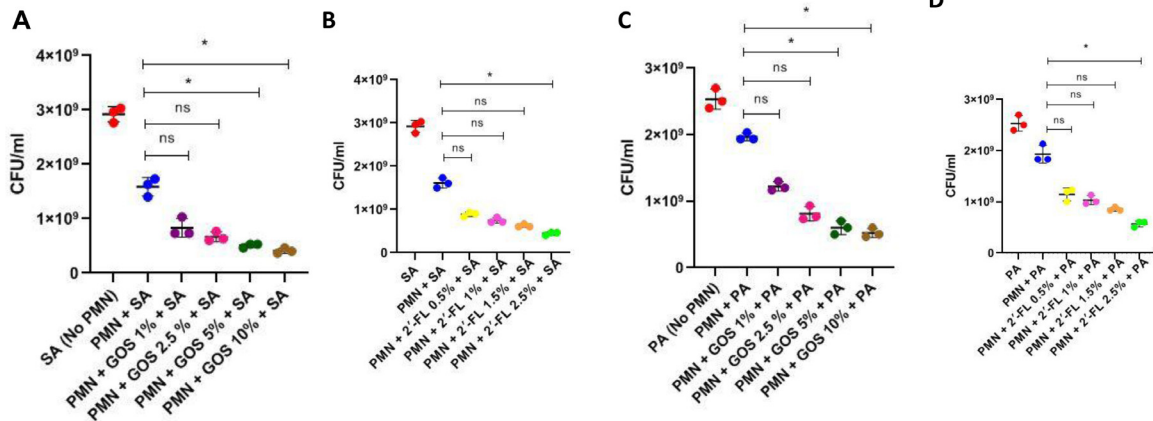 A
CFU/ml
4×10⁹
3×10⁹
2×10⁹
1×10⁹
0
*
*
ns
ns
SA (No PMN)
PMN + SA
PMN + GOS 1% + SA
PMN + GOS 2.5 % + SA
PMN + GOS 5% + SA
PMN + GOS 10% + SA
B
CFU/ml
4×10⁹
3×10⁹
2×10⁹
1×10⁹
0
*
ns
ns
ns
SA
PMN + SA
PMN + 2'-FL 0.5% + SA
PMN + 2'-FL 1% + SA
PMN + 2'-FL 1.5% + SA
PMN + 2'-FL 2.5% + SA
C
CFU/ml
3×10⁹
2×10⁹
1×10⁹
0
*
*
ns
ns
PA (No PMN)
PMN + PA
PMN + GOS 1% + PA
PMN + GOS 2.5 % + PA
PMN + GOS 5% + PA
PMN + GOS 10% + PA
D
CFU/ml
3×10⁹
2×10⁹
1×10⁹
0
*
ns
ns
ns
PA
PMN + PA
PMN + 2'-FL 0.5% + PA
PMN + 2'-FL 1% + PA
PMN + 2'-FL 1.5% + PA
PMN + 2'-FL 2.5% + PA